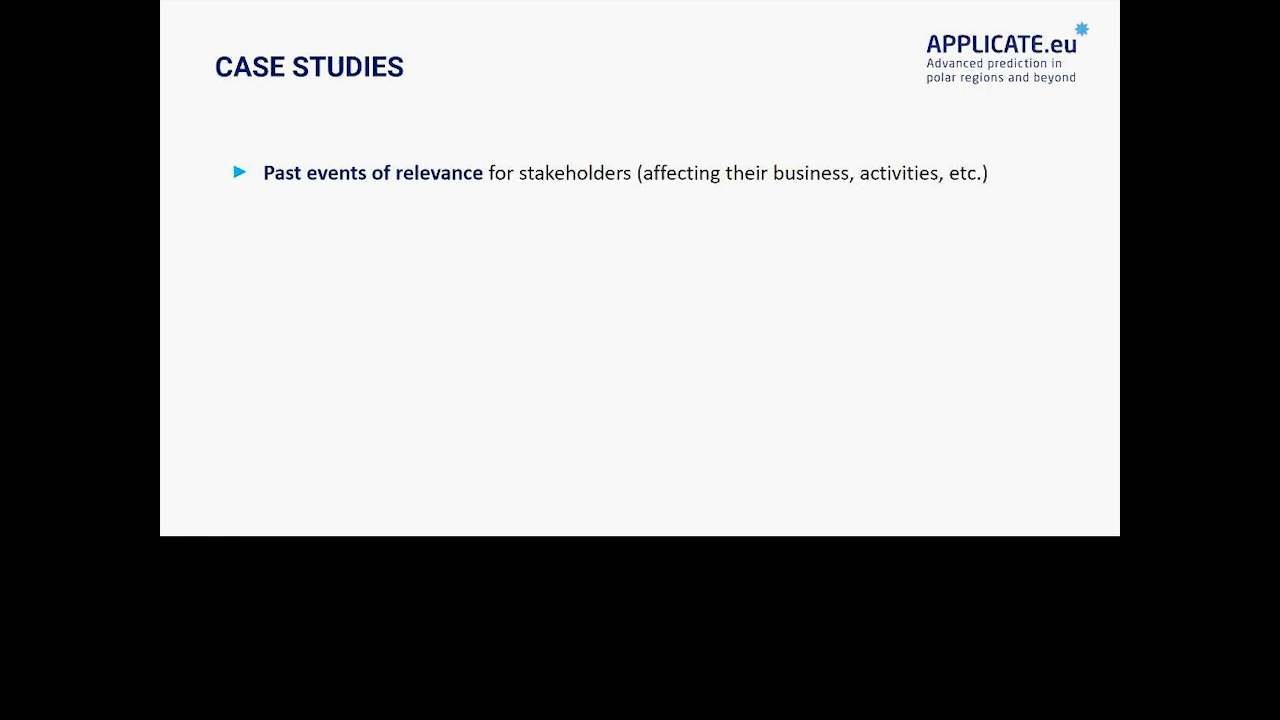 CASE STUDIES
APPLICATE.eu
Advanced prediction in
polar regions and beyond
Past events of relevance for stakeholders (affecting their business, activities, etc.)